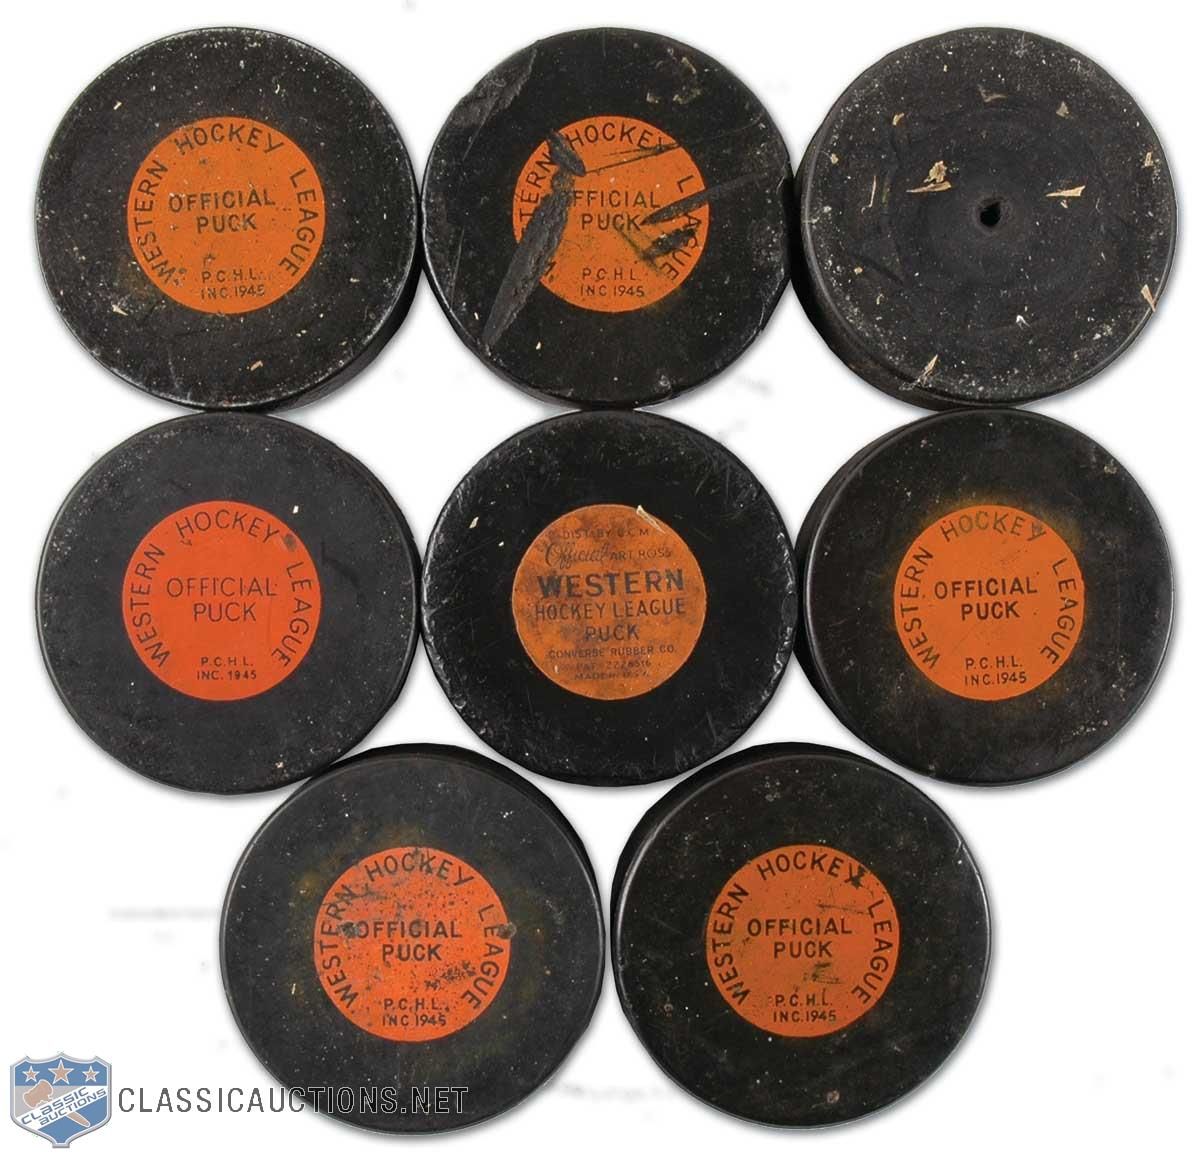 WESTERN HOCKEY LEAGUE
OFFICIAL
PUCK
P.C.H.L.
INC. 1945
HOCKEY
OFFICIAL
PUCK
P.C.H.L.
INC. 1945
WESTERN HOCKEY LEAGUE
OFFICIAL
PUCK
P.C.H.L.
INC. 1945
DIST. BY C.C.M.
Official ART ROSS
WESTERN
HOCKEY LEAGUE
PUCK
CONVERSE RUBBER CO.
PAT. 2226516
MADE IN U.S.A.
WESTERN HOCKEY LEAGUE
OFFICIAL
PUCK
P.C.H.L.
INC. 1945
WESTERN HOCKEY LEAGUE
OFFICIAL
PUCK
P.C.H.L.
INC 1945
WESTERN HOCKEY LEAGUE
OFFICIAL
PUCK
P.C.H.L.
INC. 1945
CLASSIC
AUCTIONS
CLASSICAUCTIONS.NET